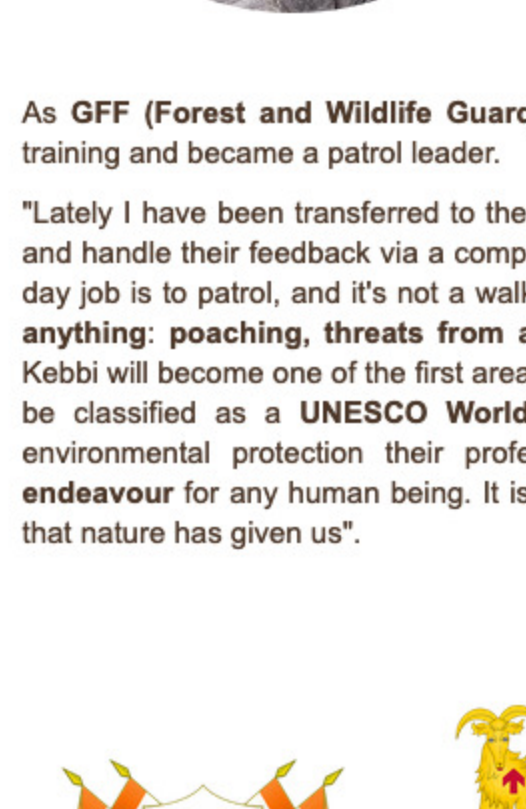 As GFF (Forest and Wildlife Guard
training and became a patrol leader.
"Lately I have been transferred to the
and handle their feedback via a comp
day job is to patrol, and it's not a walk
anything: poaching, threats from a
Kebbi will become one of the first area
be classified as a UNESCO World
environmental protection their profe
endeavour for any human being. It is
that nature has given us".